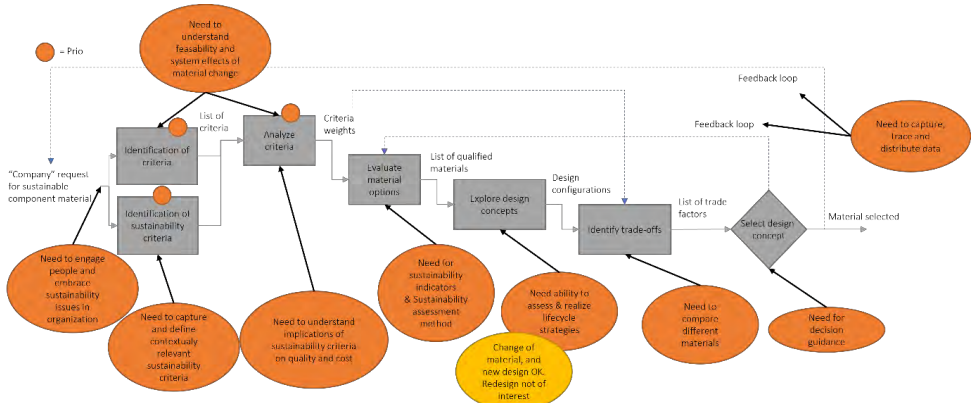 Need to
understand
feasability and
system effects of
material change
= Prio
Feedback loop
Feedback loop
Need to capture,
trace and
distribute data
List of
criteria
Criteria
weights
Identification of
criteria
Analyze
criteria
Evaluate
material
options
List of qualified
materials
"Company" request
for sustainable
component material
Explore design
concepts
Design
configurations
Identification of
sustainability
criteria
Identify trade-offs
List of trade
factors
Select design
concept
Material selected
Need to engage
people and
embrace
sustainability
issues in
organization
Need to capture
and define
contextualy
relevant
sustainability
criteria
Need to understand
implications of
sustainability criteria
on quality and cost
Need for
sustainability
indicators
& Sustainability
assessment
method
Need ability to
assess & realize
lifecycle
strategies
Change of
material, and
new design OK.
Redesign not of
interest
Need to
compare
different
materials
Need for
decision
guidance